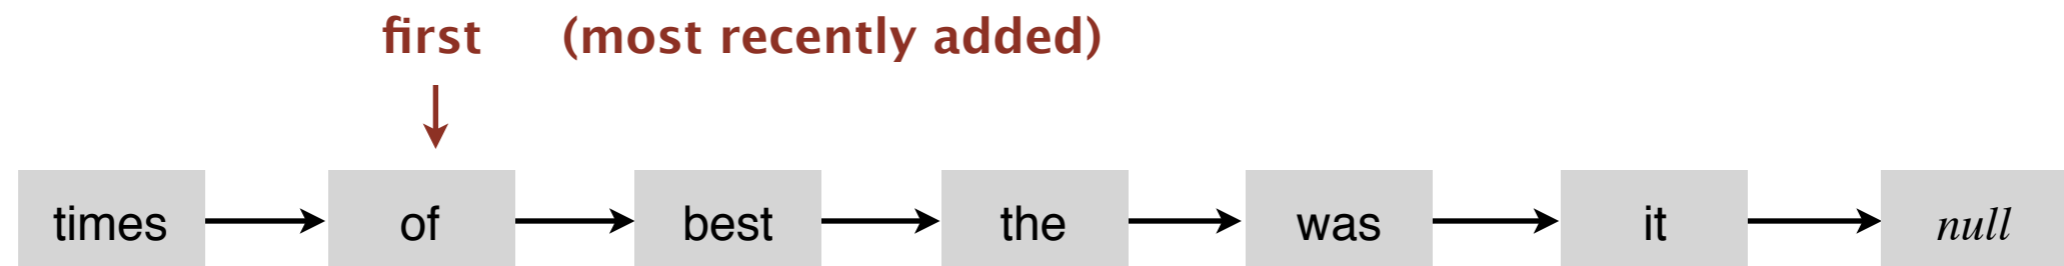 first (most recently added)
times of best the was it null